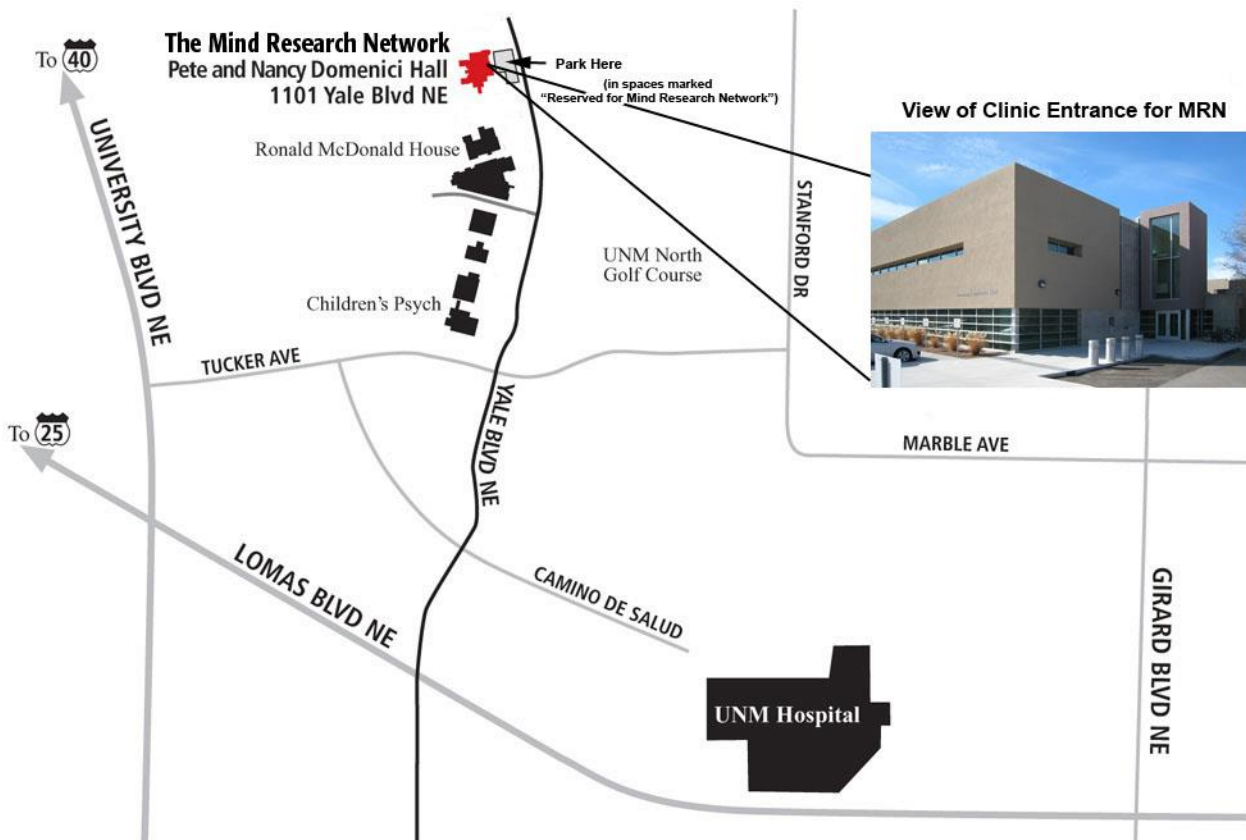 To 40
The Mind Research Network
Pete and Nancy Domenici Hall
1101 Yale Blvd NE
Park Here
(in spaces marked
"Reserved for Mind Research Network")
View of Clinic Entrance for MRN
UNIVERSITY BLVD NE
Ronald McDonald House
STANFORD DR
UNM North
Golf Course
Children's Psych
TUCKER AVE
YALE BLVD NE
To 25
MARBLE AVE
LOMAS BLVD NE
CAMINO DE SALUD
GIRARD BLVD NE
UNM Hospital